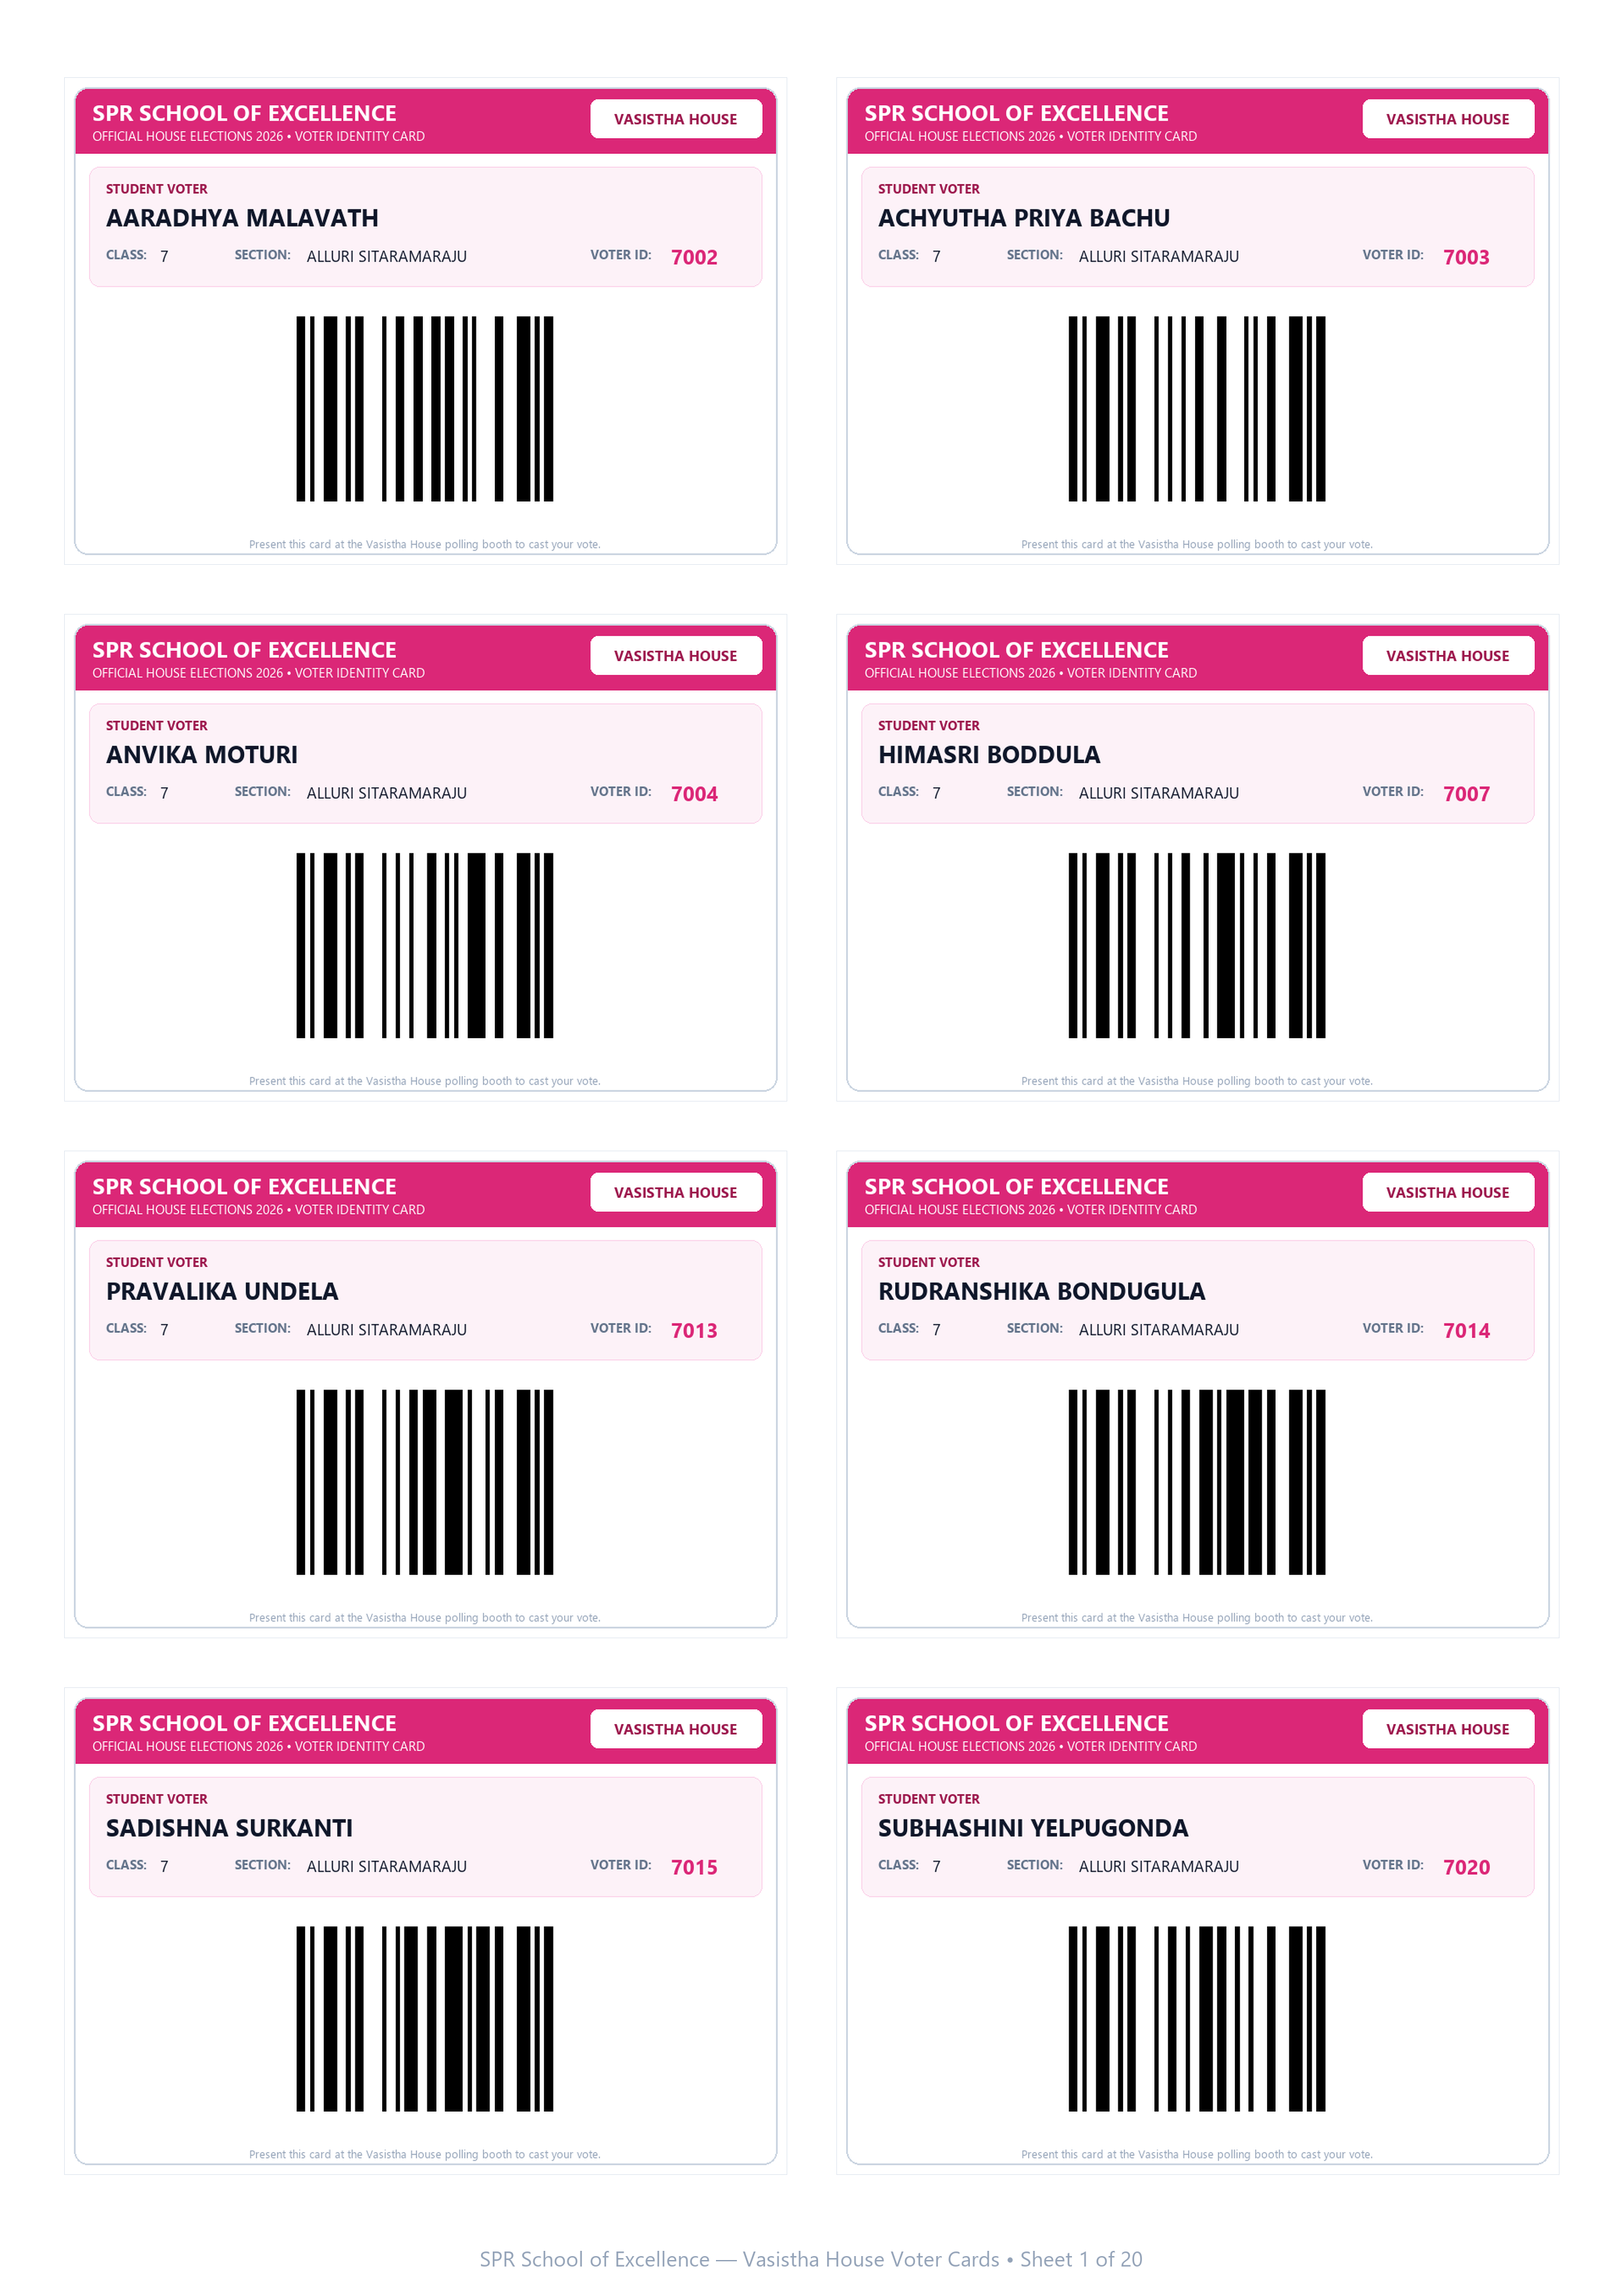 SPR SCHOOL OF EXCELLENCE
OFFICIAL HOUSE ELECTIONS 2026 • VOTER IDENTITY CARD
VASISTHA HOUSE
STUDENT VOTER
AARADHYA MALAVATH
CLASS: 7 SECTION: ALLURI SITARAMARAJU VOTER ID: 7002
Present this card at the Vasistha House polling booth to cast your vote.
SPR SCHOOL OF EXCELLENCE
OFFICIAL HOUSE ELECTIONS 2026 • VOTER IDENTITY CARD
VASISTHA HOUSE
STUDENT VOTER
ACHYUTHA PRIYA BACHU
CLASS: 7 SECTION: ALLURI SITARAMARAJU VOTER ID: 7003
Present this card at the Vasistha House polling booth to cast your vote.
SPR SCHOOL OF EXCELLENCE
OFFICIAL HOUSE ELECTIONS 2026 • VOTER IDENTITY CARD
VASISTHA HOUSE
STUDENT VOTER
ANVIKA MOTURI
CLASS: 7 SECTION: ALLURI SITARAMARAJU VOTER ID: 7004
Present this card at the Vasistha House polling booth to cast your vote.
SPR SCHOOL OF EXCELLENCE
OFFICIAL HOUSE ELECTIONS 2026 • VOTER IDENTITY CARD
VASISTHA HOUSE
STUDENT VOTER
HIMASRI BODDULA
CLASS: 7 SECTION: ALLURI SITARAMARAJU VOTER ID: 7007
Present this card at the Vasistha House polling booth to cast your vote.
SPR SCHOOL OF EXCELLENCE
OFFICIAL HOUSE ELECTIONS 2026 • VOTER IDENTITY CARD
VASISTHA HOUSE
STUDENT VOTER
PRAVALIKA UNDELA
CLASS: 7 SECTION: ALLURI SITARAMARAJU VOTER ID: 7013
Present this card at the Vasistha House polling booth to cast your vote.
SPR SCHOOL OF EXCELLENCE
OFFICIAL HOUSE ELECTIONS 2026 • VOTER IDENTITY CARD
VASISTHA HOUSE
STUDENT VOTER
RUDRANSHIKA BONDUGULA
CLASS: 7 SECTION: ALLURI SITARAMARAJU VOTER ID: 7014
Present this card at the Vasistha House polling booth to cast your vote.
SPR SCHOOL OF EXCELLENCE
OFFICIAL HOUSE ELECTIONS 2026 • VOTER IDENTITY CARD
VASISTHA HOUSE
STUDENT VOTER
SADISHNA SURKANTI
CLASS: 7 SECTION: ALLURI SITARAMARAJU VOTER ID: 7015
Present this card at the Vasistha House polling booth to cast your vote.
SPR SCHOOL OF EXCELLENCE
OFFICIAL HOUSE ELECTIONS 2026 • VOTER IDENTITY CARD
VASISTHA HOUSE
STUDENT VOTER
SUBHASHINI YELPUGONDA
CLASS: 7 SECTION: ALLURI SITARAMARAJU VOTER ID: 7020
Present this card at the Vasistha House polling booth to cast your vote.
SPR School of Excellence — Vasistha House Voter Cards • Sheet 1 of 20